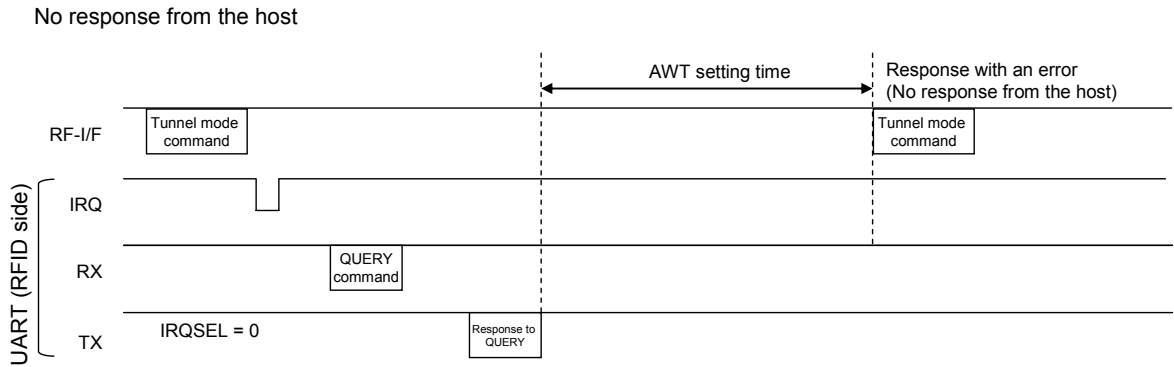 No response from the host
AWT setting time
Response with an error
(No response from the host)
RF-I/F
Tunnel mode
command
Tunnel mode
command
UART (RFID side)
IRQ
RX
QUERY
command
TX
IRQSEL = 0
Response to
QUERY